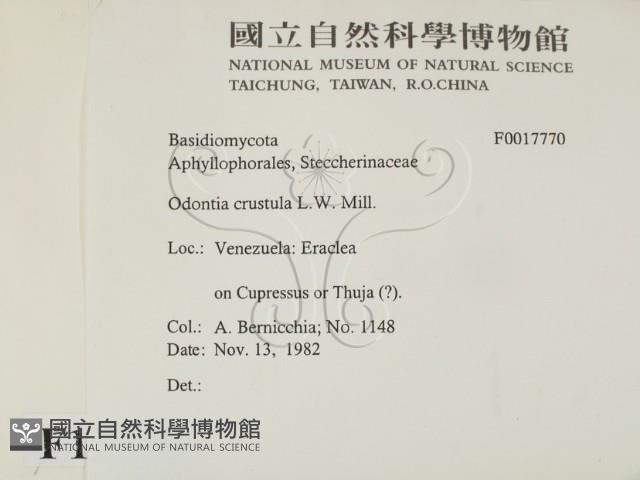 國立自然科學博物館
NATIONAL MUSEUM OF NATURAL SCIENCE
TAICHUNG, TAIWAN, R.O.CHINA
Basidiomycota F0017770
Aphyllophorales, Steccherinaceae
Odontia crustula L.W. Mill.
Loc.: Venezuela: Eraclea
on Cupressus or Thuja (?).
Col.: A. Bernicchia; No. 1148
Date: Nov. 13, 1982
Det.:
F1
國立自然科學博物館
NATIONAL MUSEUM OF NATURAL SCIENCE